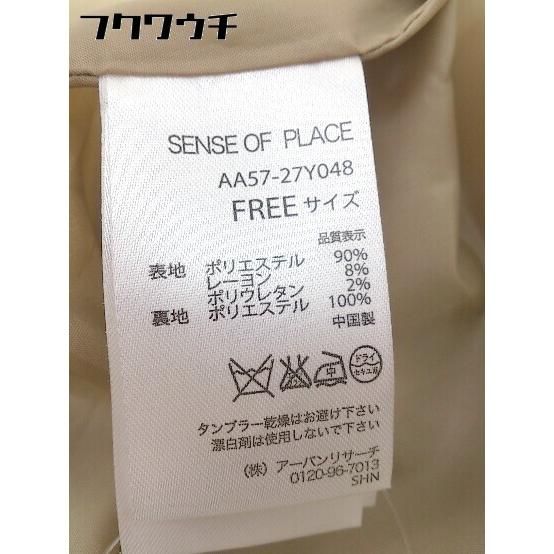 フクワウチ
SENSE OF PLACE
AA57-27Y048
FREE サイズ
品質表示
表地 ポリエステル 90%
レーヨン 8%
ポリウレタン 2%
裏地 ポリエステル 100%
中国製
中
ドライ
セキユ系
タンブラー乾燥はお避け下さい
漂白剤は使用しないで下さい
(株) アーバンリサーチ
0120-96-7013
SHN